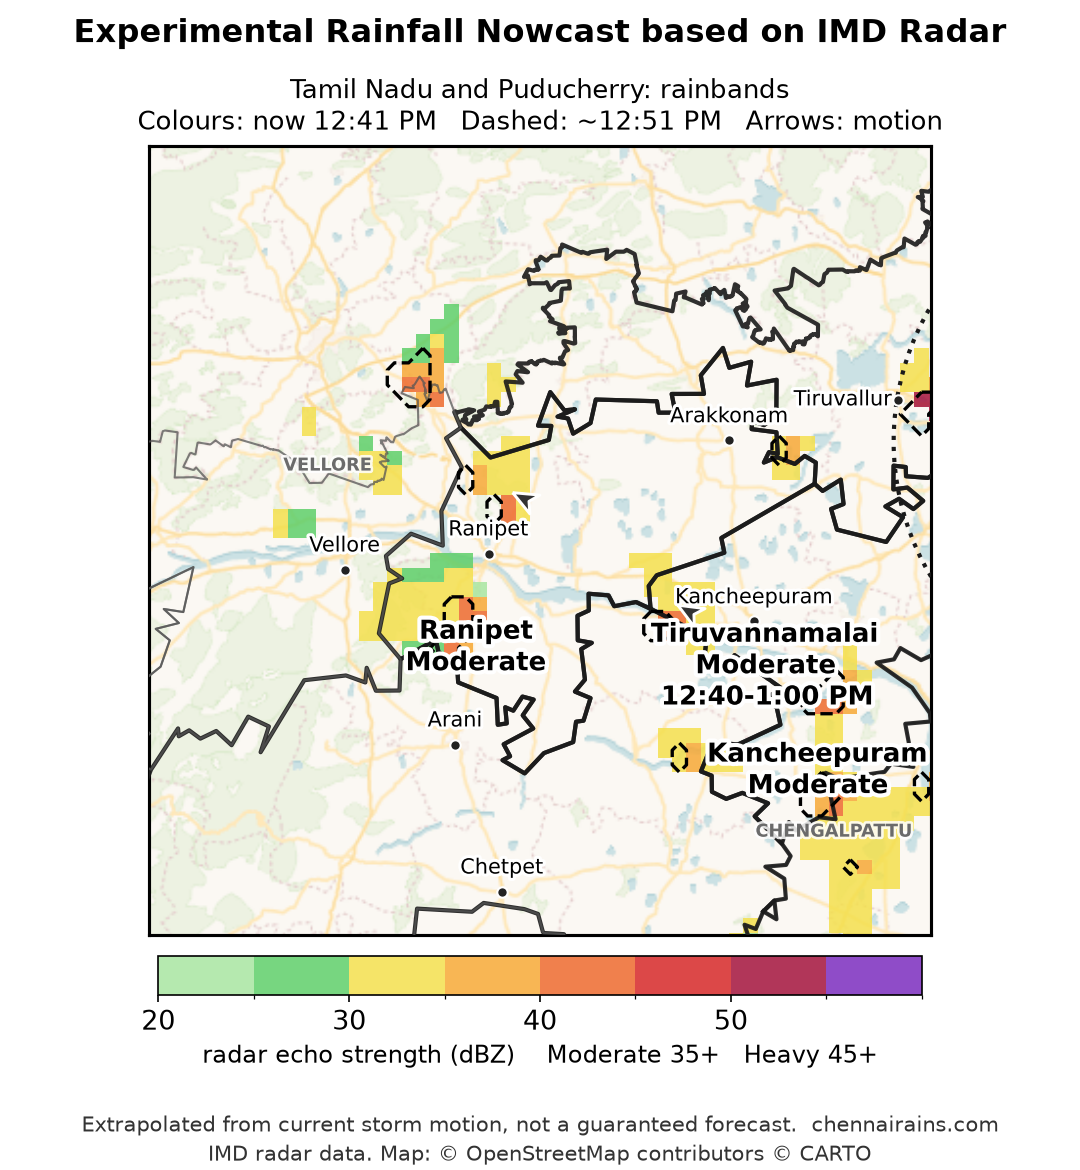 Experimental Rainfall Nowcast based on IMD Radar
Tamil Nadu and Puducherry: rainbands
Colours: now 12:41 PM   Dashed: ~12:51 PM   Arrows: motion
Tiruvallur
Arakkonam
VELLORE
Ranipet
Vellore
Kancheepuram
Ranipet
Moderate
Tiruvannamalai
Moderate
12:40-1:00 PM
Arani
Kancheepuram
Moderate
CHENGALPATTU
Chetpet
20 30 40 50
radar echo strength (dBZ)    Moderate 35+   Heavy 45+
Extrapolated from current storm motion, not a guaranteed forecast.  chennairains.com
IMD radar data. Map: © OpenStreetMap contributors © CARTO